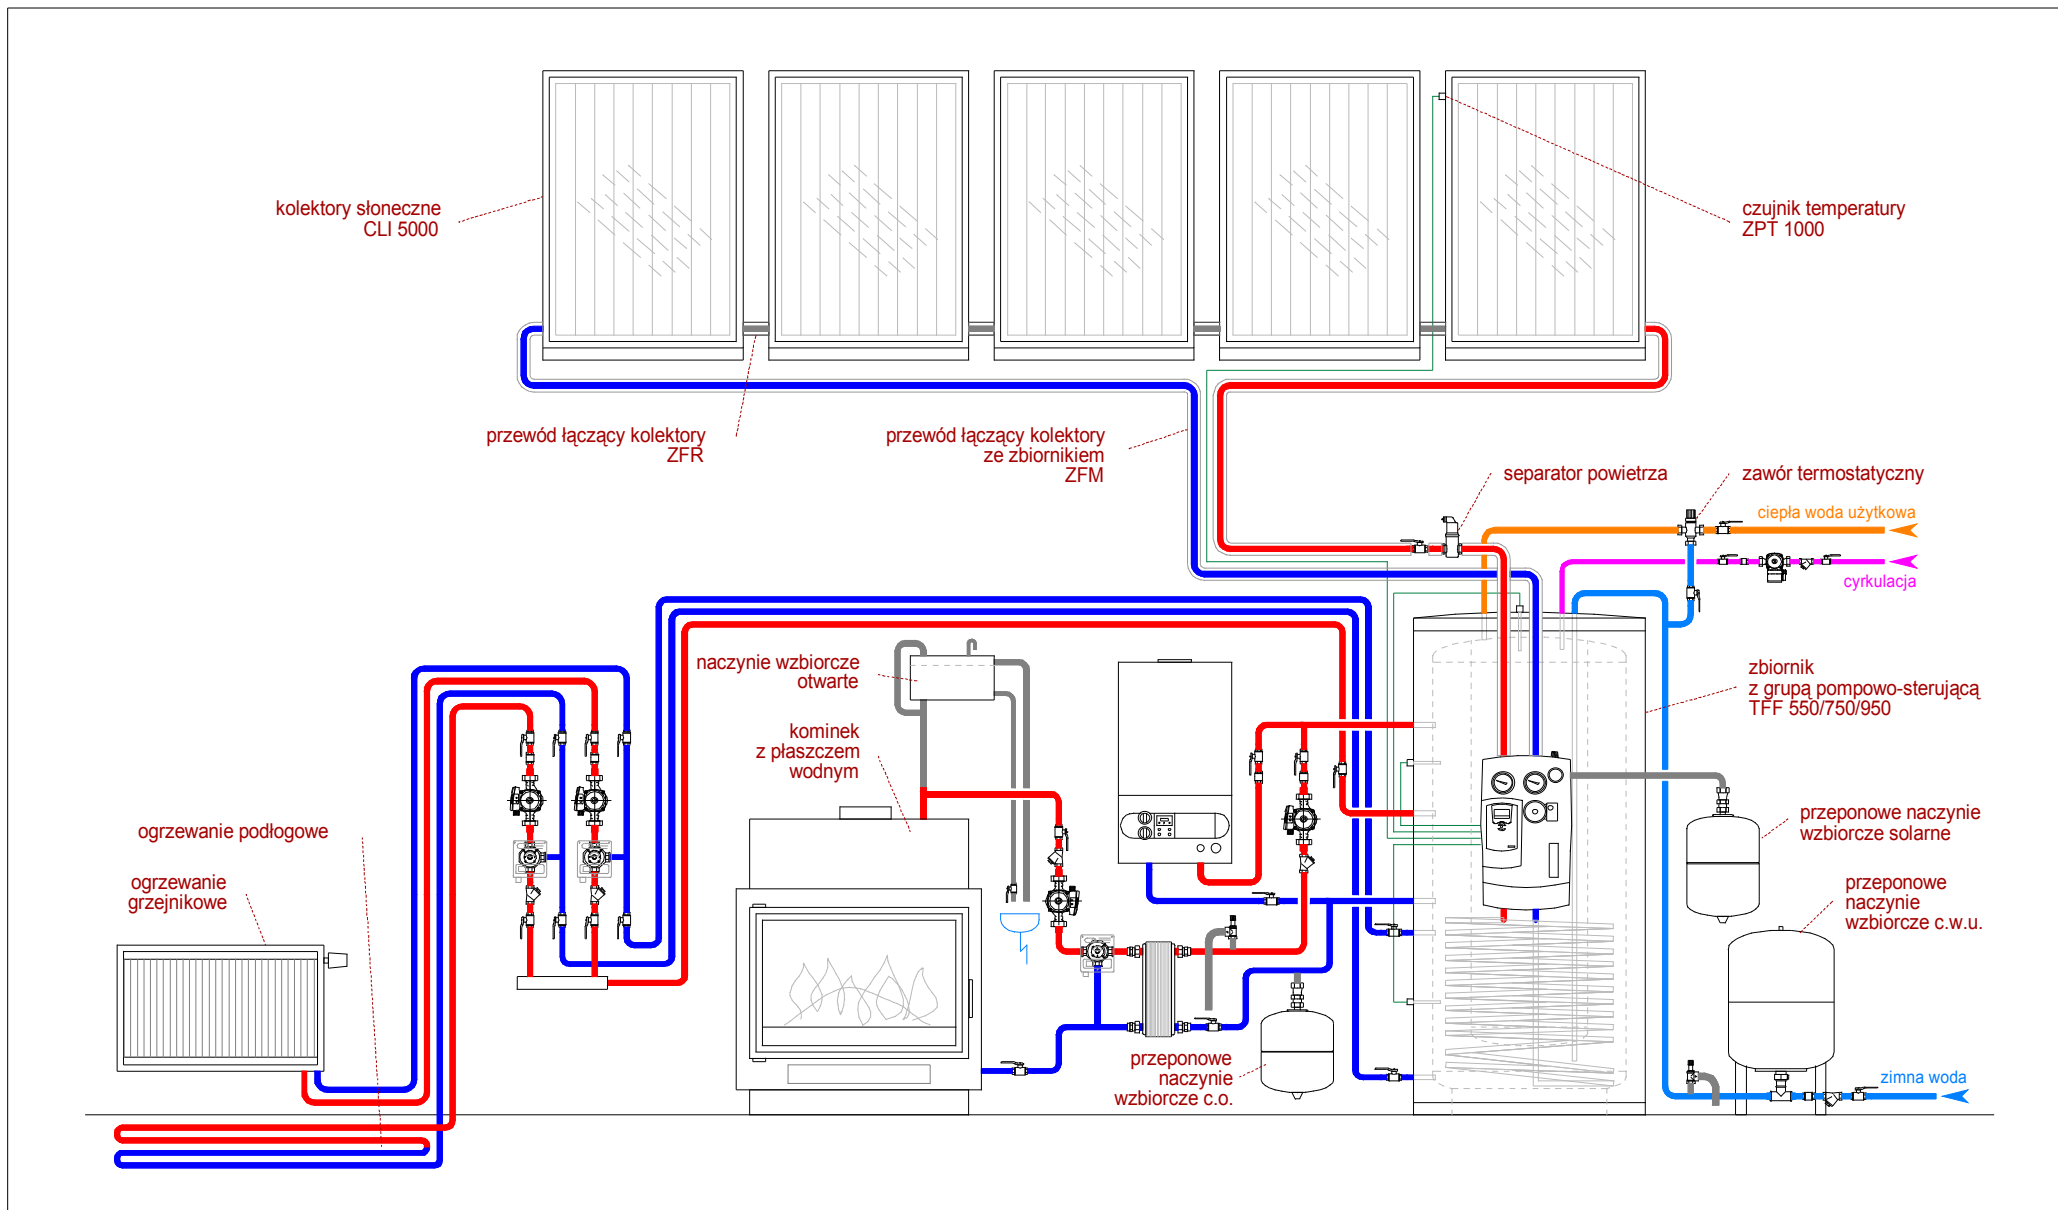 kolektory słoneczne
CLI 5000
czujnik temperatury
ZPT 1000
przewód łączący kolektory
ZFR
przewód łączący kolektory
ze zbiornikiem
ZFM
separator powietrza
zawór termostatyczny
ciepła woda użytkowa
cyrkulacja
naczynie wzbiorcze
otwarte
zbiornik
z grupą pompowo-sterującą
TFF 550/750/950
kominek
z płaszczem
wodnym
ogrzewanie podłogowe
przeponowe naczynie
wzbiorcze solarne
ogrzewanie
grzejnikowe
przeponowe
naczynie
wzbiorcze c.w.u.
przeponowe
naczynie
wzbiorcze c.o.
zimna woda